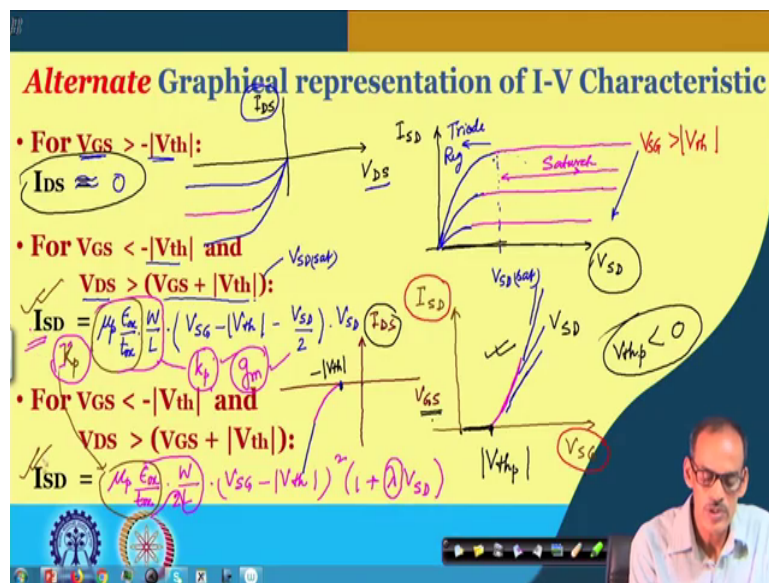 Alternate Graphical representation of I-V Characteristic
• For VGS > -|Vth|:
IDS ≈ 0
IDS
VDS
ISD
Triode
Reg
Saturatn
VSG > |Vth|
VSD
• For VGS < -|Vth| and
VDS > (VGS + |Vth|):
VSD(sat)
ISD = μp εox/tox · W/L · (VSG - |Vth| - VSD/2) · VSD
Kp
kp
gm
IDS
-|Vth|
VGS
ISD
VSD(sat)
VSD
Vthp < 0
|Vthp|
VSG
• For VGS < -|Vth| and
VDS > (VGS + |Vth|):
ISD = μp εox/tox · W/2L · (VSG - |Vth|)² (1 + λ VSD)